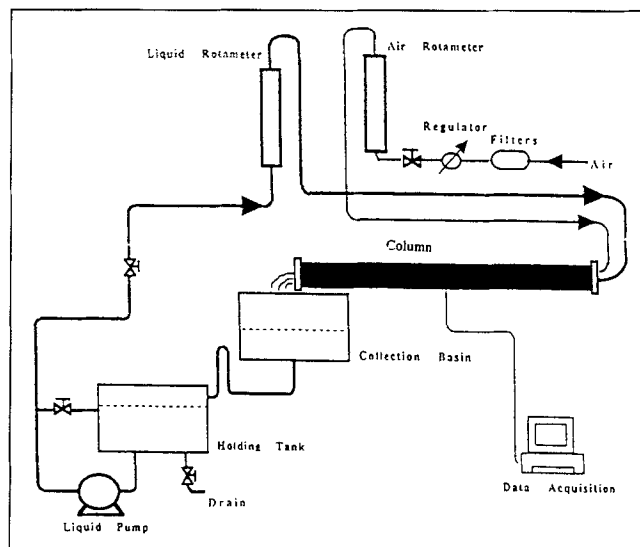 Liquid Rotameter
Air Rotameter
Regulator
Filters
Air
Column
Collection Basin
Holding Tank
Drain
Liquid Pump
Data Acquisition